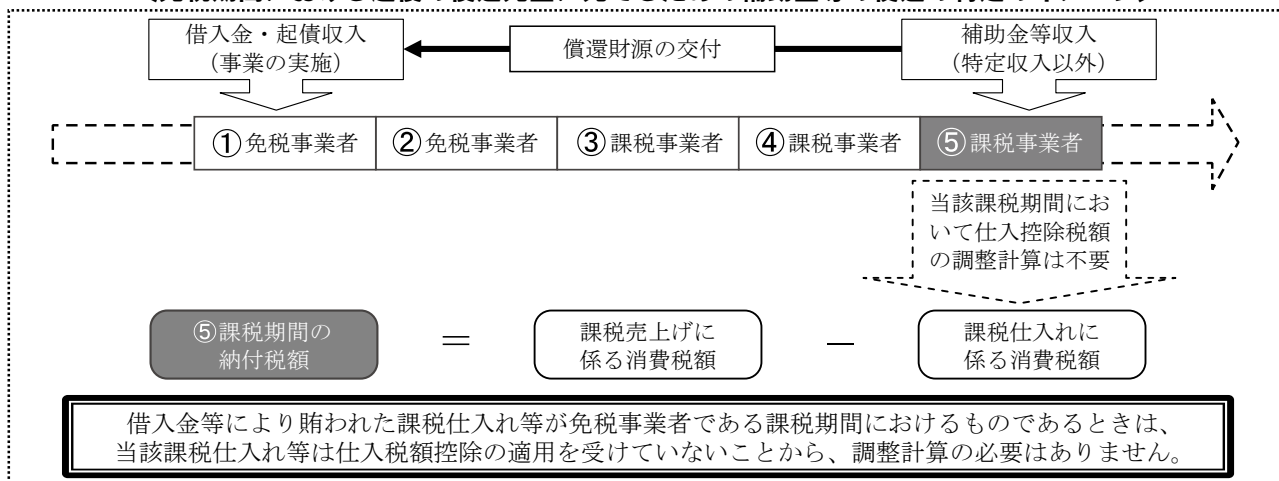 借入金・起債収入
（事業の実施）
償還財源の交付
補助金等収入
（特定収入以外）
①免税事業者
②免税事業者
③課税事業者
④課税事業者
⑤課税事業者
当該課税期間にお
いて仕入控除税額
の調整計算は不要
⑤課税期間の
納付税額
＝
課税売上げに
係る消費税額
－
課税仕入れに
係る消費税額
借入金等により賄われた課税仕入れ等が免税事業者である課税期間におけるものであるときは、
当該課税仕入れ等は仕入税額控除の適用を受けていないことから、調整計算の必要はありません。